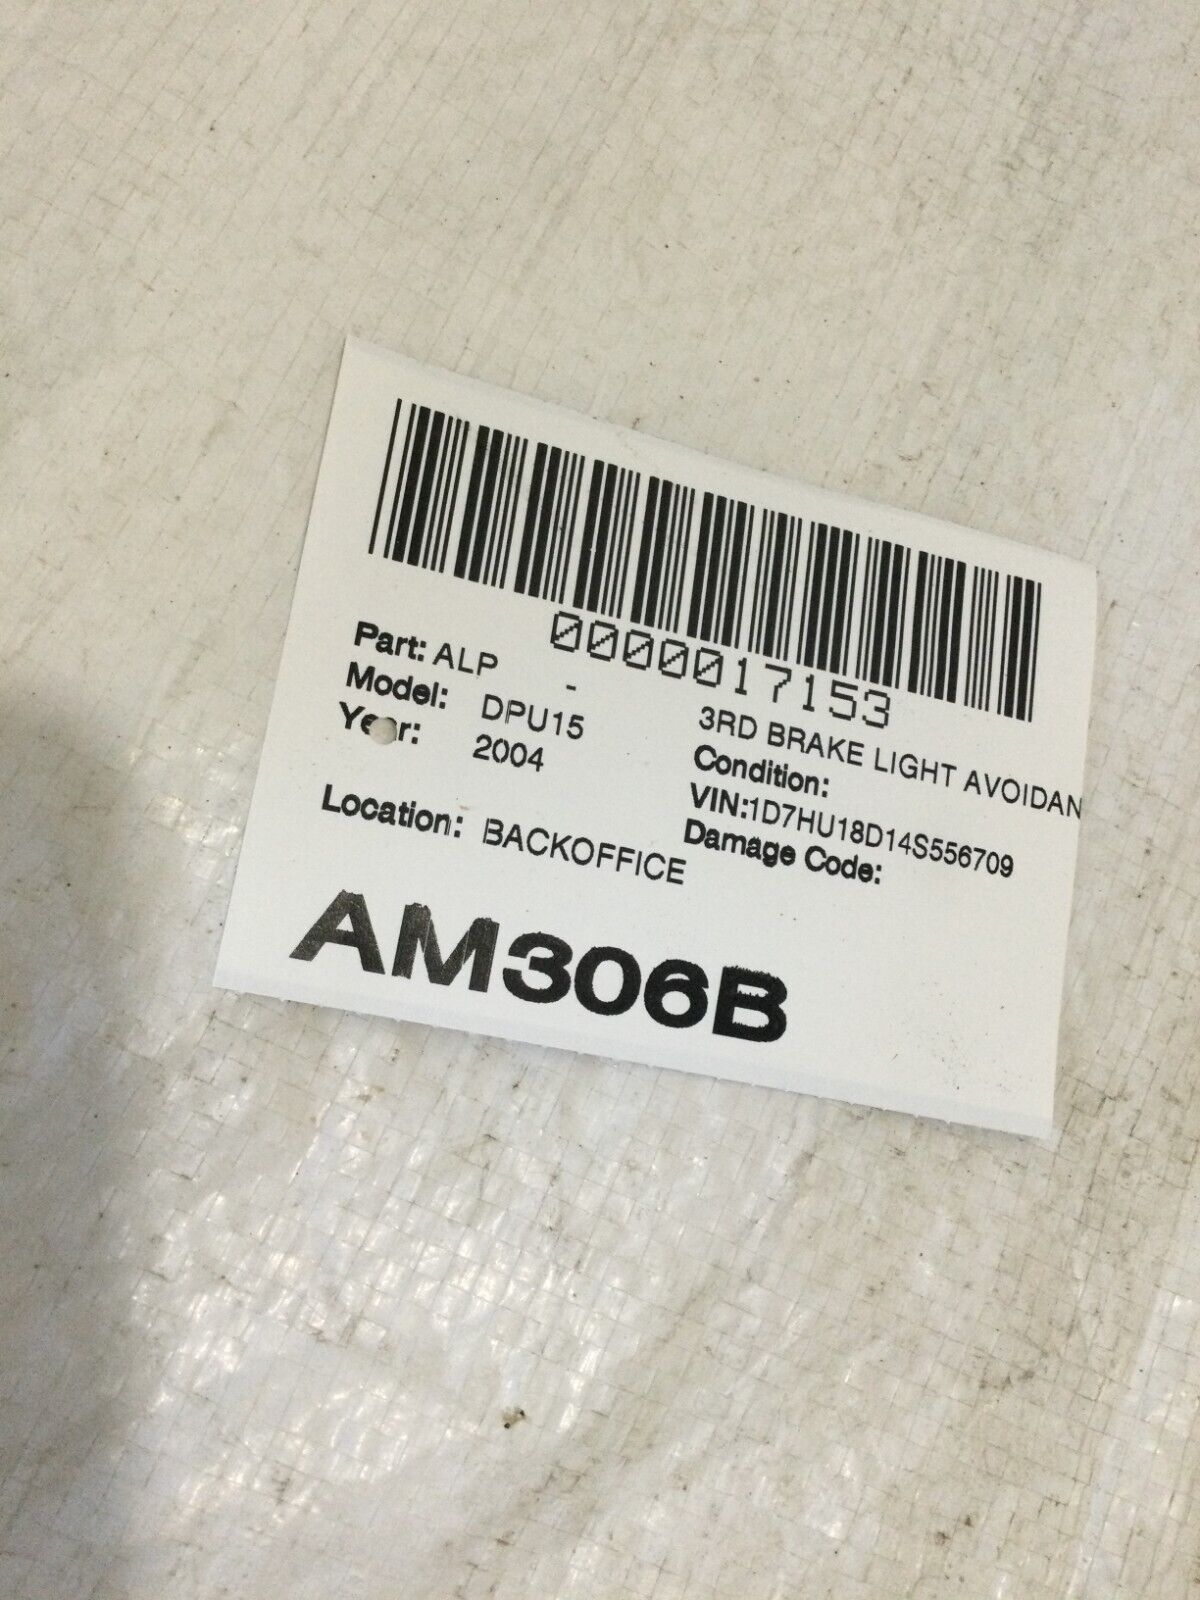 0000017153
Part: ALP -
Model: DPU15
Year: 2004
3RD BRAKE LIGHT AVOIDAN
Condition:
VIN:1D7HU18D14S556709
Damage Code:
Location: BACKOFFICE
AM306B